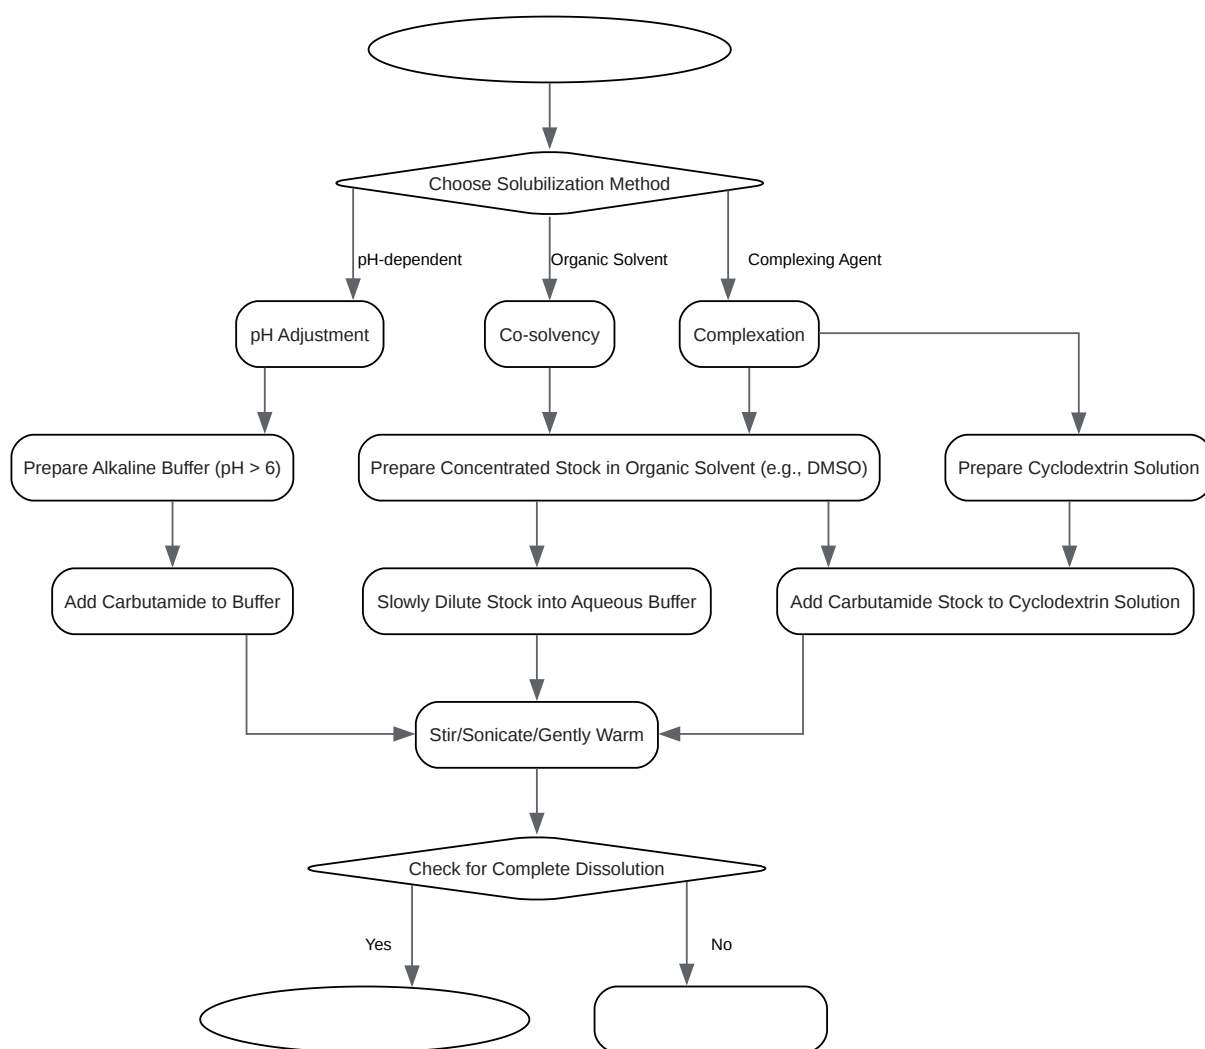 Choose Solubilization Method
pH-dependent
Organic Solvent
Complexing Agent
pH Adjustment
Co-solvency
Complexation
Prepare Alkaline Buffer (pH > 6)
Prepare Concentrated Stock in Organic Solvent (e.g., DMSO)
Prepare Cyclodextrin Solution
Add Carbutamide to Buffer
Slowly Dilute Stock into Aqueous Buffer
Add Carbutamide Stock to Cyclodextrin Solution
Stir/Sonicate/Gently Warm
Check for Complete Dissolution
Yes
No